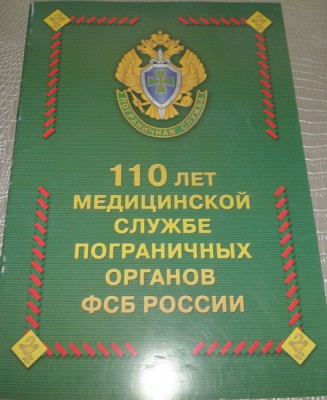 ПОГРАНИЧНАЯ СЛУЖБА
110 ЛЕТ
МЕДИЦИНСКОЙ
СЛУЖБЕ
ПОГРАНИЧНЫХ
ОРГАНОВ
ФСБ РОССИИ